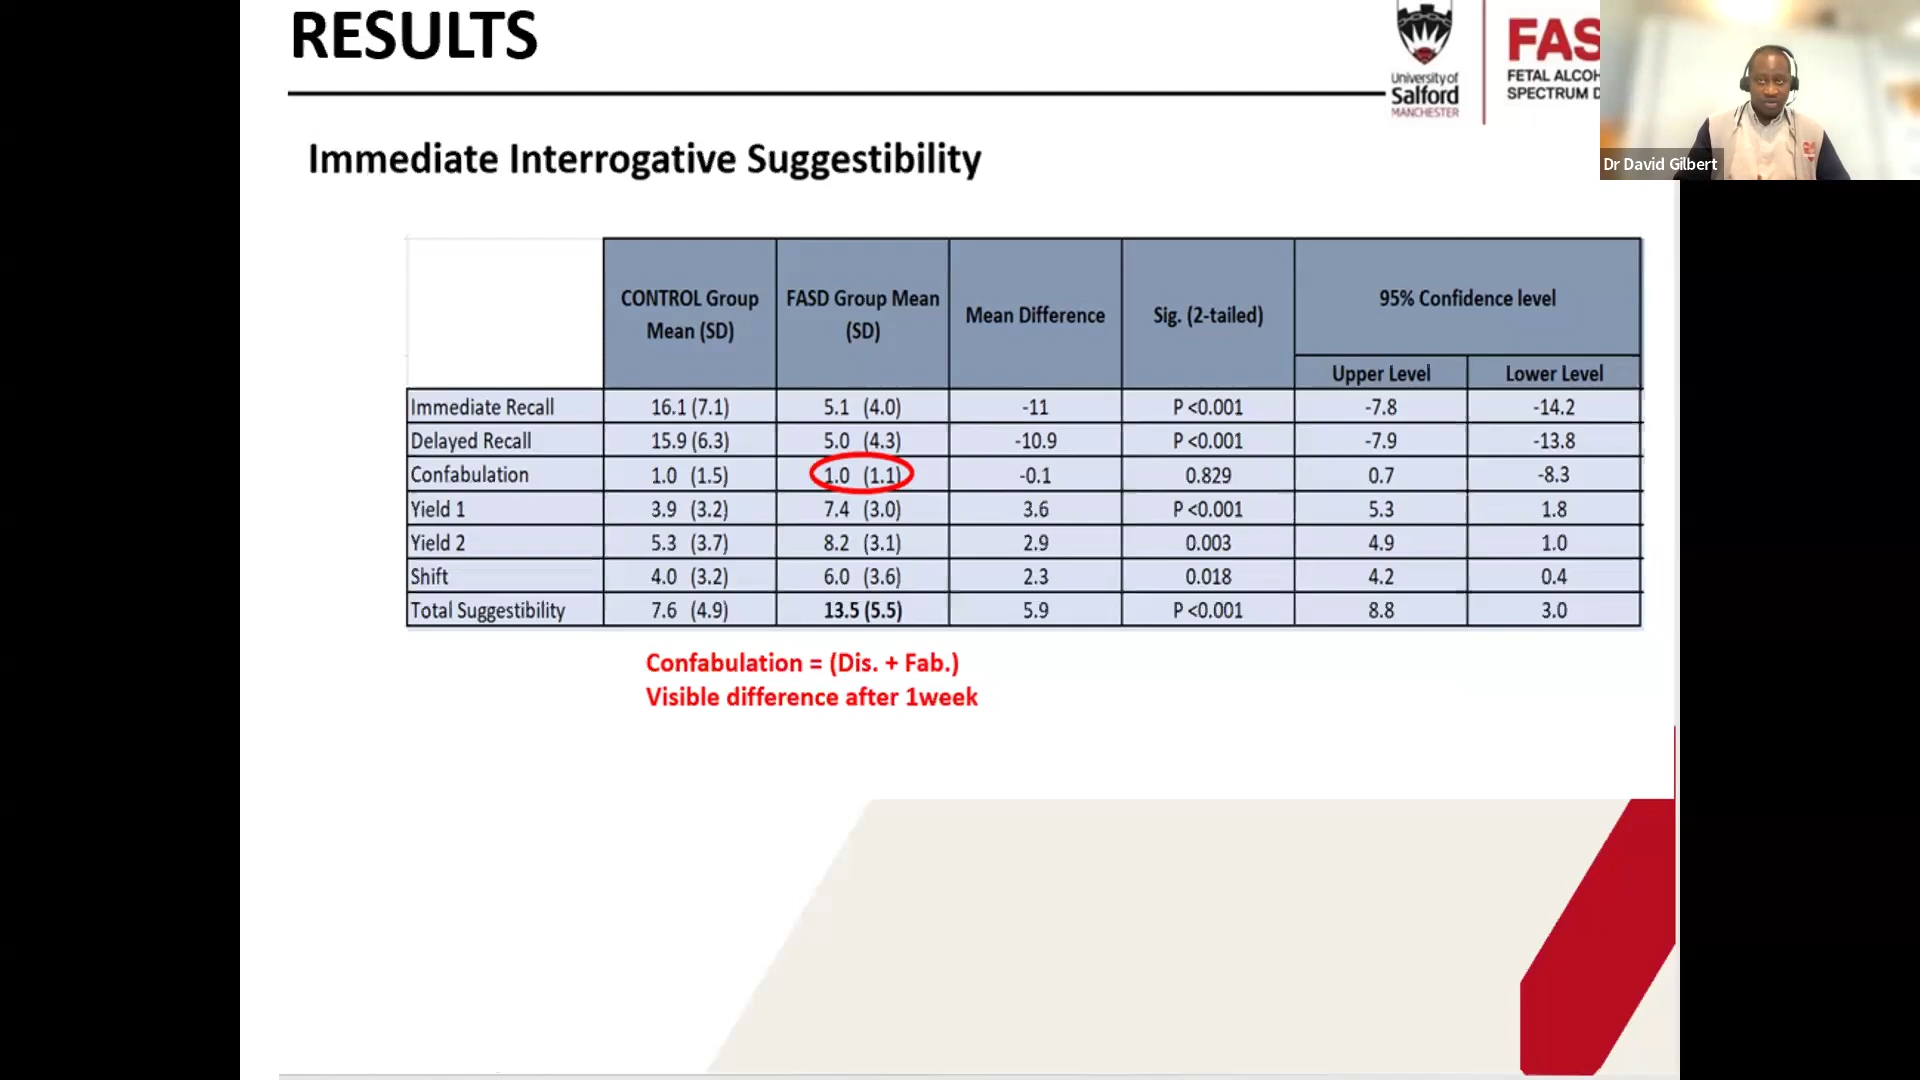 RESULTS
University of
Salford
MANCHESTER
FAS
FETAL ALCOH
SPECTRUM D
Dr David Gilbert
Immediate Interrogative Suggestibility
CONTROL Group Mean (SD) FASD Group Mean (SD) Mean Difference Sig. (2-tailed) 95% Confidence level
Upper Level Lower Level
Immediate Recall 16.1 (7.1) 5.1 (4.0) -11 P <0.001 -7.8 -14.2
Delayed Recall 15.9 (6.3) 5.0 (4.3) -10.9 P <0.001 -7.9 -13.8
Confabulation 1.0 (1.5) 1.0 (1.1) -0.1 0.829 0.7 -8.3
Yield 1 3.9 (3.2) 7.4 (3.0) 3.6 P <0.001 5.3 1.8
Yield 2 5.3 (3.7) 8.2 (3.1) 2.9 0.003 4.9 1.0
Shift 4.0 (3.2) 6.0 (3.6) 2.3 0.018 4.2 0.4
Total Suggestibility 7.6 (4.9) 13.5 (5.5) 5.9 P <0.001 8.8 3.0
Confabulation = (Dis. + Fab.)
Visible difference after 1week